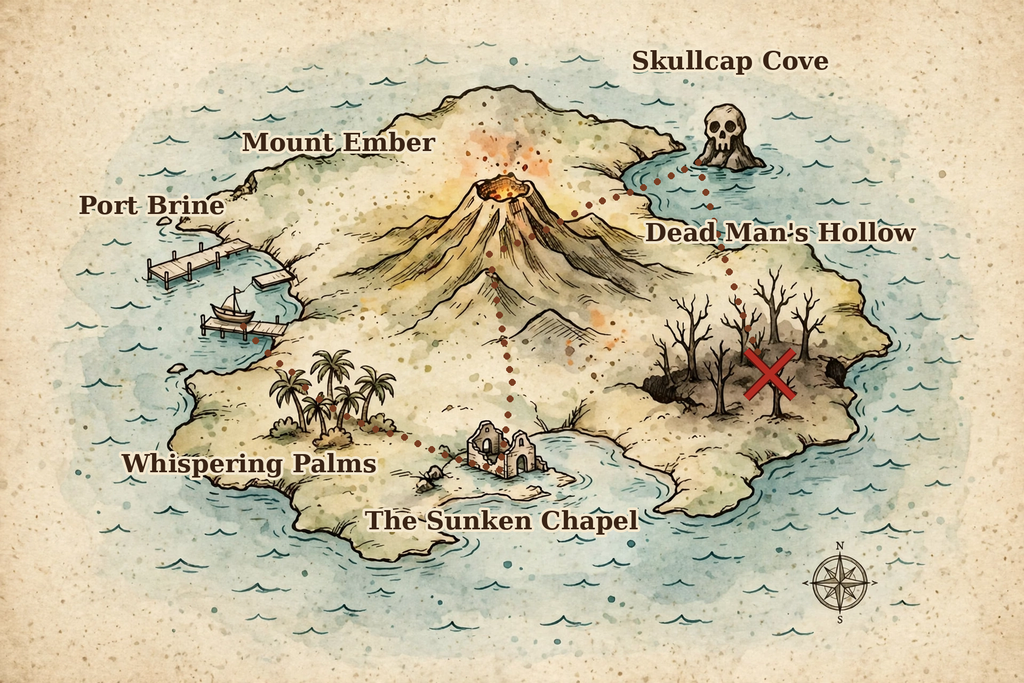 Skullcap Cove
Mount Ember
Port Brine
Dead Man's Hollow
Whispering Palms
The Sunken Chapel
N
S